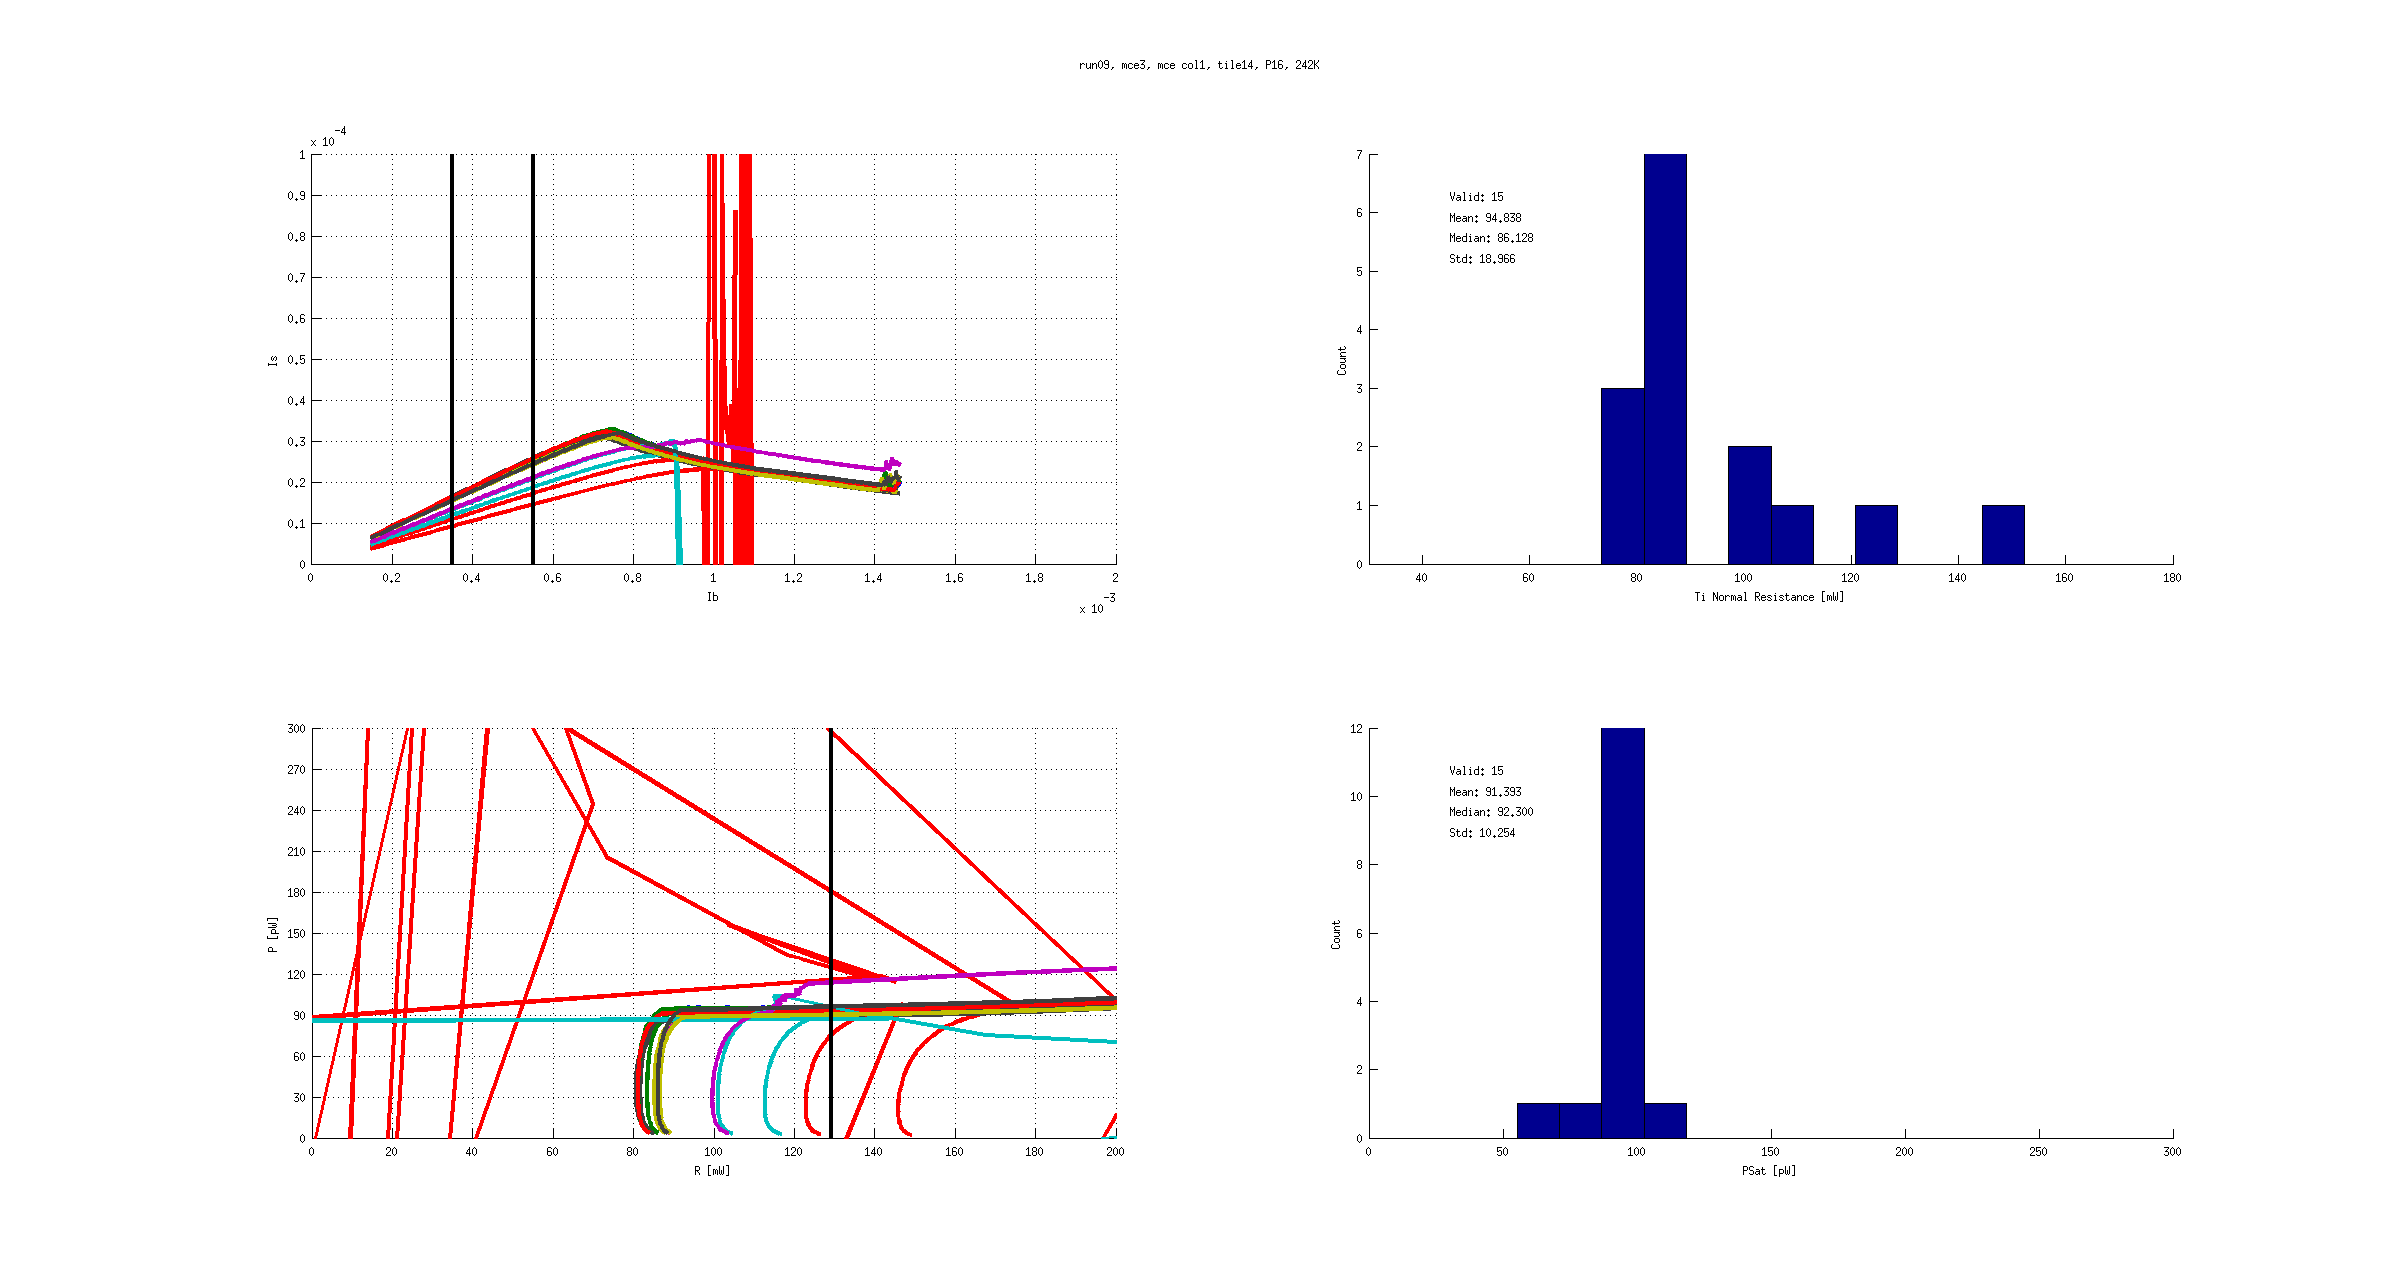 run09, mce3, mce col1, tile14, P16, 242K
x 10^-4
1
0.9
0.8
0.7
0.6
0.5
0.4
0.3
0.2
0.1
0
Is
0 0.2 0.4 0.6 0.8 1 1.2 1.4 1.6 1.8 2
Ib
x 10^-3
7
6
5
4
3
2
1
0
Count
Valid: 15
Mean: 94.838
Median: 86.128
Std: 18.966
40 60 80 100 120 140 160 180
Ti Normal Resistance [mW]
300
270
240
210
180
150
120
90
60
30
0
P [pW]
0 20 40 60 80 100 120 140 160 180 200
R [mW]
12
10
8
6
4
2
0
Count
Valid: 15
Mean: 91.393
Median: 92.300
Std: 10.254
0 50 100 150 200 250 300
PSat [pW]